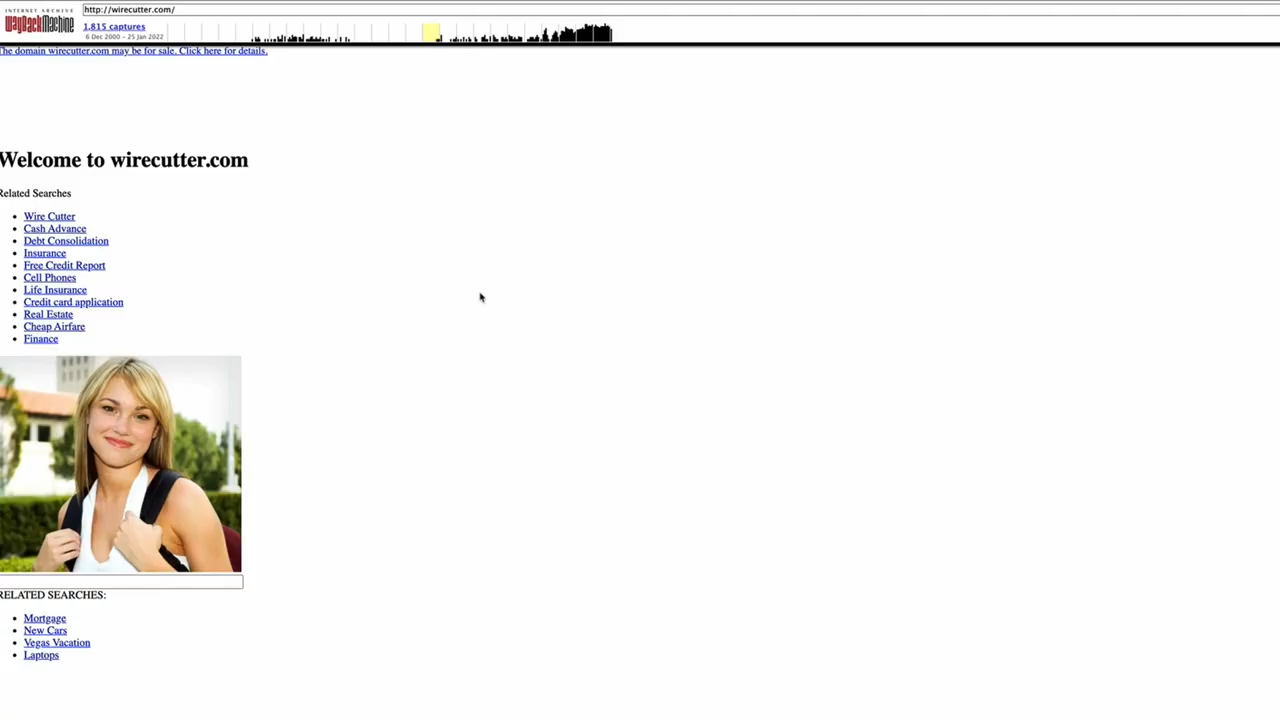 INTERNET ARCHIVE
WayBackMachine
http://wirecutter.com/
1,815 captures
6 Dec 2000 – 25 Jan 2022
The domain wirecutter.com may be for sale. Click here for details.
Welcome to wirecutter.com
Related Searches
Wire Cutter
Cash Advance
Debt Consolidation
Insurance
Free Credit Report
Cell Phones
Life Insurance
Credit card application
Real Estate
Cheap Airfare
Finance
RELATED SEARCHES:
Mortgage
New Cars
Vegas Vacation
Laptops